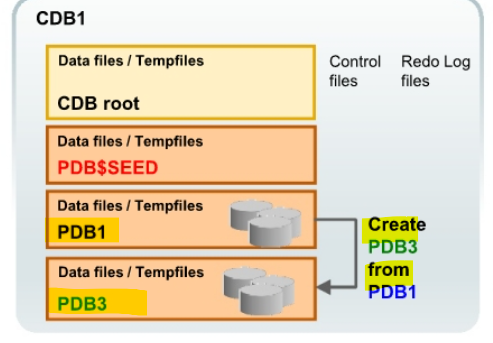 CDB1
Data files / Tempfiles
CDB root
Control
files
Redo Log
files
Data files / Tempfiles
PDB$SEED
Data files / Tempfiles
PDB1
Create
PDB3
from
PDB1
Data files / Tempfiles
PDB3